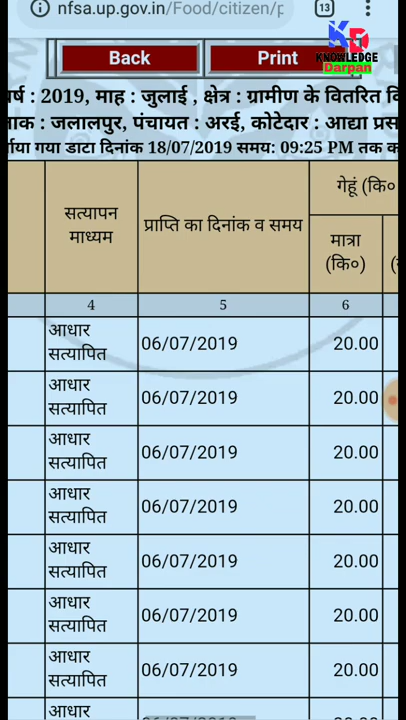 nfsa.up.gov.in/Food/citizen/p
13
Back
Print
KNOWLEDGE
Darpan
वर्ष : 2019, माह : जुलाई , क्षेत्र : ग्रामीण के वितरित
: जलालपुर, पंचायत : अरई, कोटेदार : आद्या
गया डाटा दिनांक 18/07/2019 समय: 09:25 PM तक
सत्यापन माध्यम
प्राप्ति का दिनांक व समय
गेहूं (कि०
मात्रा (कि०)
4
5
6
आधार सत्यापित 06/07/2019 20.00
आधार सत्यापित 06/07/2019 20.00
आधार सत्यापित 06/07/2019 20.00
आधार सत्यापित 06/07/2019 20.00
आधार सत्यापित 06/07/2019 20.00
आधार सत्यापित 06/07/2019 20.00
आधार सत्यापित 06/07/2019 20.00
आधार